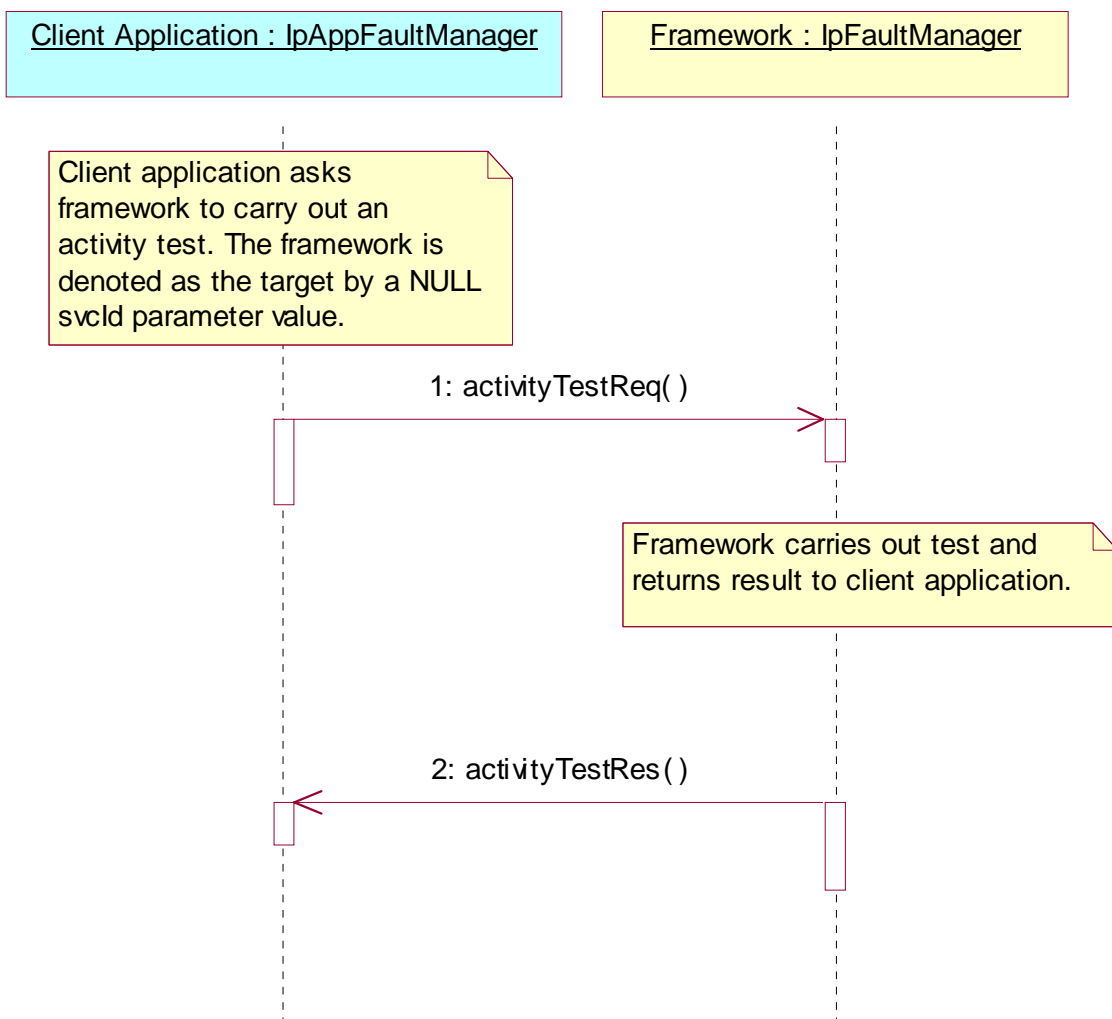 Client Application : IpAppFaultManager
Framework : IpFaultManager
Client application asks
framework to carry out an
activity test. The framework is
denoted as the target by a NULL
svcId parameter value.
1: activityTestReq( )
Framework carries out test and
returns result to client application.
2: activityTestRes( )